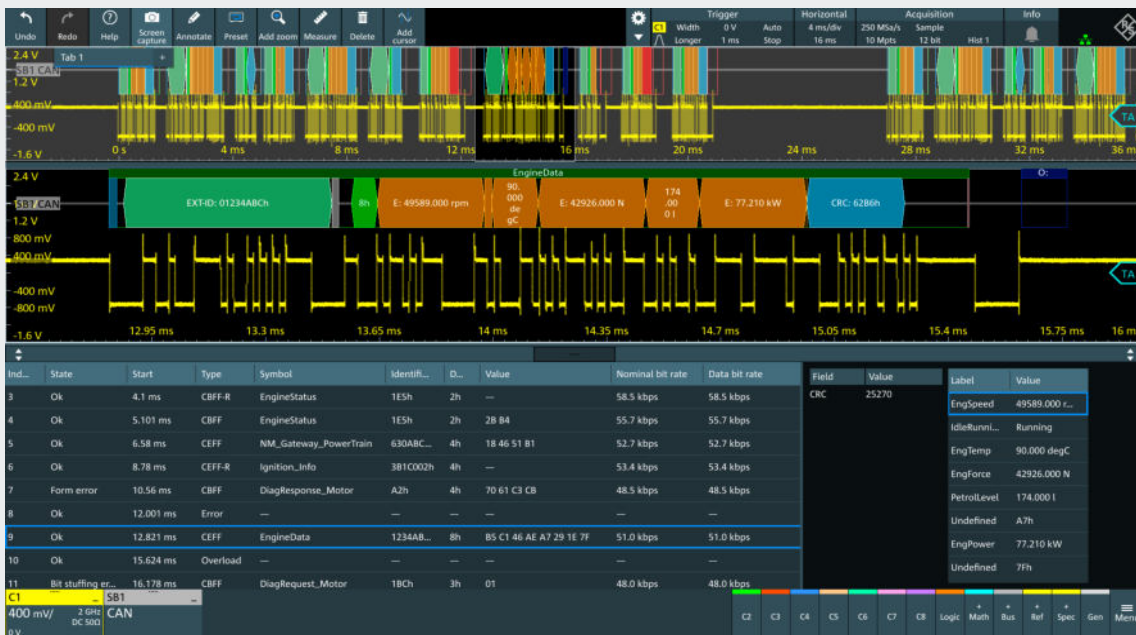 Undo
Redo
Help
Screen capture
Annotate
Preset
Add zoom
Measure
Delete
Add cursor
Trigger
C1 Width 0 V Auto
Longer 1 ms Stop
Horizontal
4 ms/div
16 ms
Acquisition
250 MSa/s Sample
10 Mpts 12 bit Hist 1
Info
R S
Tab 1 +
2.4 V
SB1 CAN
1.2 V
400 mV
-400 mV
-1.6 V
0 s 4 ms 8 ms 12 ms 16 ms 20 ms 24 ms 28 ms 32 ms 36 m
TA
EngineData
O:
2.4 V
SB1 CAN
1.2 V
800 mV
400 mV
-400 mV
-800 mV
-1.6 V
EXT-ID: 01234ABCh
8h
E: 49589.000 rpm
90.
000
de
gC
E: 42926.000 N
174
.00
0 l
E: 77.210 kW
CRC: 62B6h
TA
12.95 ms 13.3 ms 13.65 ms 14 ms 14.35 ms 14.7 ms 15.05 ms 15.4 ms 15.75 ms 16 m
Ind... State Start Type Symbol Identifi... D... Value Nominal bit rate Data bit rate
3 Ok 4.1 ms CBFF-R EngineStatus 1E5h 2h — 58.5 kbps 58.5 kbps
4 Ok 5.101 ms CBFF EngineStatus 1E5h 2h 2B B4 55.7 kbps 55.7 kbps
5 Ok 6.58 ms CEFF NM_Gateway_PowerTrain 630ABC... 4h 18 46 51 B1 52.7 kbps 52.7 kbps
6 Ok 8.78 ms CEFF-R Ignition_Info 381C002h 4h — 53.4 kbps 53.4 kbps
7 Form error 10.56 ms CBFF DiagResponse_Motor A2h 4h 70 61 C3 CB 48.5 kbps 48.5 kbps
8 Ok 12.001 ms Error — — — — — —
9 Ok 12.821 ms CEFF EngineData 1234AB... 8h B5 C1 46 AE A7 29 1E 7F 51.0 kbps 51.0 kbps
10 Ok 15.624 ms Overload — — — — — —
11 Bit stuffing er... 16.178 ms CBFF DiagRequest_Motor 1BCh 3h 01 48.0 kbps 48.0 kbps
Field Value
CRC 25270
Label Value
EngSpeed 49589.000 r...
IdleRunni... Running
EngTemp 90.000 degC
EngForce 42926.000 N
PetrolLevel 174.000 l
Undefined A7h
EngPower 77.210 kW
Undefined 7Fh
C1
400 mV/ 2 GHz
DC 50Ω
0 V
SB1
CAN
C2 C3 C4 C5 C6 C7 C8 Logic Math Bus Ref Spec Gen Menu